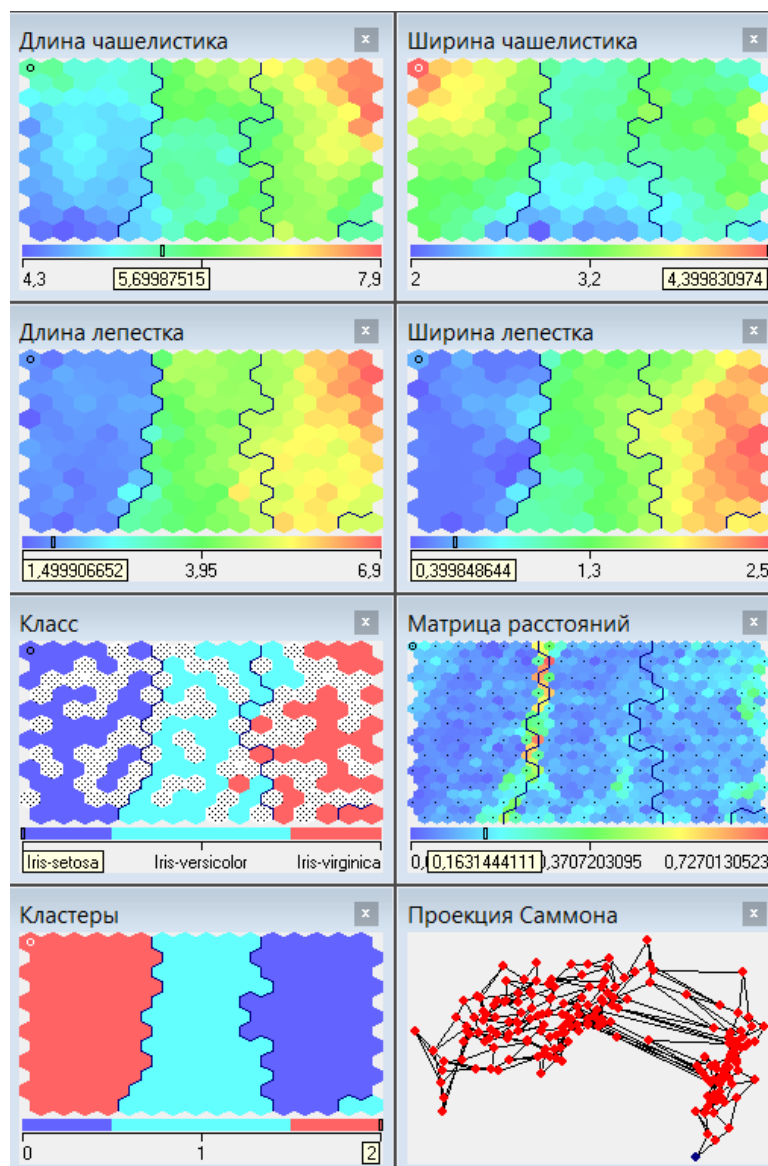 Длина чашелистика
x
Ширина чашелистика
x
4,3 5,69987515 7,9
2 3,2 4,399830974
Длина лепестка
x
Ширина лепестка
x
1,499906652 3,95 6,9
0,399848644 1,3 2,5
Класс
x
Матрица расстояний
x
Iris-setosa Iris-versicolor Iris-virginica
0,1631444111 0,3707203095 0,7270130523
Кластеры
x
Проекция Саммона
x
0 1 2